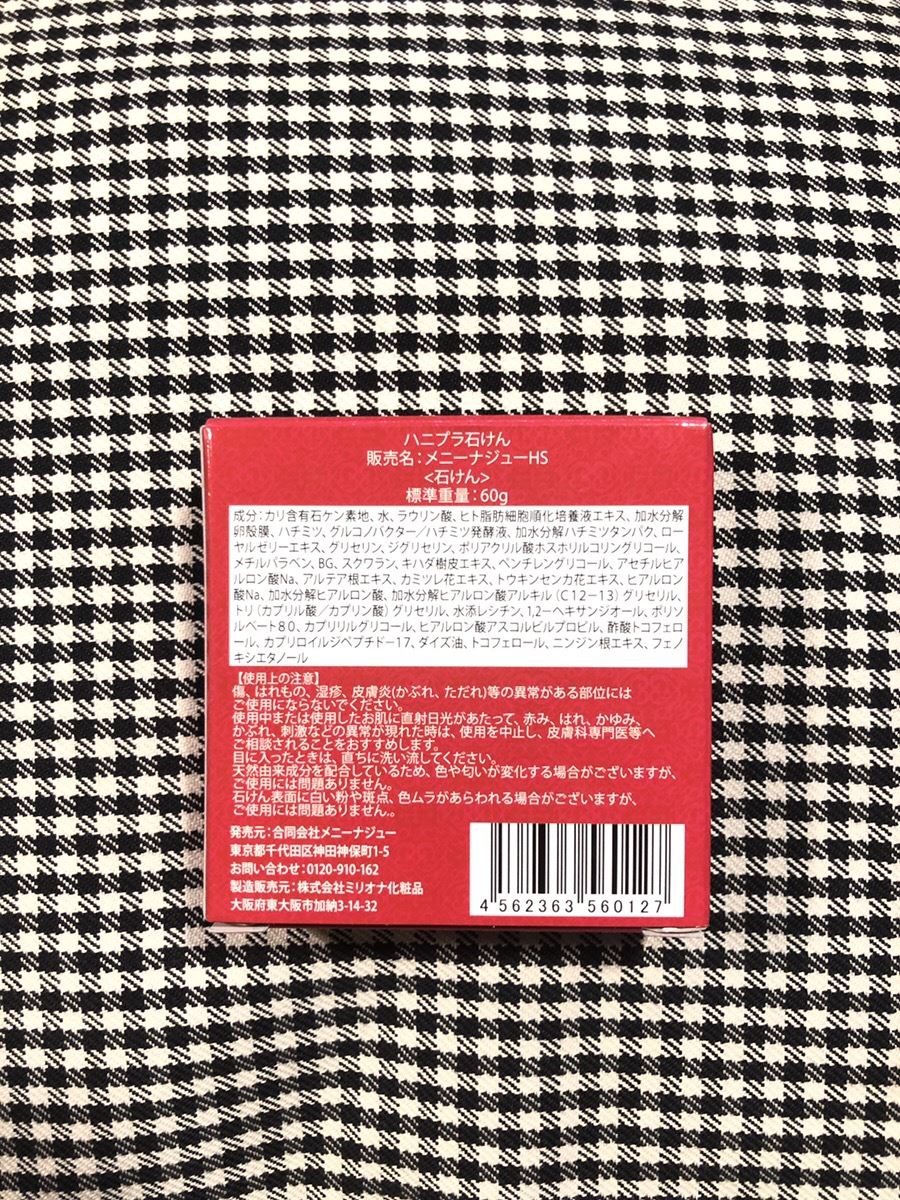 ハニプラ石けん
販売名：メニーナジューHS
<石けん>
標準重量：60g
成分：カリ含有石ケン素地、水、ラウリン酸、ヒト脂肪細胞順化培養液エキス、加水分解
卵殻膜、ハチミツ、グルコノバクター／ハチミツ発酵液、加水分解ハチミツタンパク、ロー
ヤルゼリーエキス、グリセリン、ジグリセリン、ポリアクリル酸ホスホリルコリングリコール、
メチルパラベン、BG、スクワラン、キハダ樹皮エキス、ペンチレングリコール、アセチルヒア
ルロン酸Na、アルテア根エキス、カミツレ花エキス、トウキンセンカ花エキス、ヒアルロン
酸Na、加水分解ヒアルロン酸、加水分解ヒアルロン酸アルキル（C12－13）グリセリル、
トリ（カプリル酸／カプリン酸）グリセリル、水添レシチン、1,2－ヘキサンジオール、ポリソ
ルベート80、カプリリルグリコール、ヒアルロン酸アスコルビルプロピル、酢酸トコフェロ
ール、カプロイルジペプチド－17、ダイズ油、トコフェロール、ニンジン根エキス、フェノ
キシエタノール
【使用上の注意】
傷、はれもの、湿疹、皮膚炎(かぶれ、ただれ)等の異常がある部位には
ご使用にならないでください。
使用中または使用したお肌に直射日光があたって、赤み、はれ、かゆみ、
かぶれ、刺激などの異常が現れた時は、使用を中止し、皮膚科専門医等へ
ご相談されることをおすすめします。
目に入ったときは、直ちに洗い流してください。
天然由来成分を配合しているため、色や匂いが変化する場合がございますが、
ご使用には問題ありません。
石けん表面に白い粉や斑点、色ムラがあらわれる場合がございますが、
ご使用には問題ありません。。
発売元：合同会社メニーナジュー
東京都千代田区神田神保町1-5
お問い合わせ：0120-910-162
製造販売元：株式会社ミリオナ化粧品
大阪府東大阪市加納3-14-32
4 562363 560127